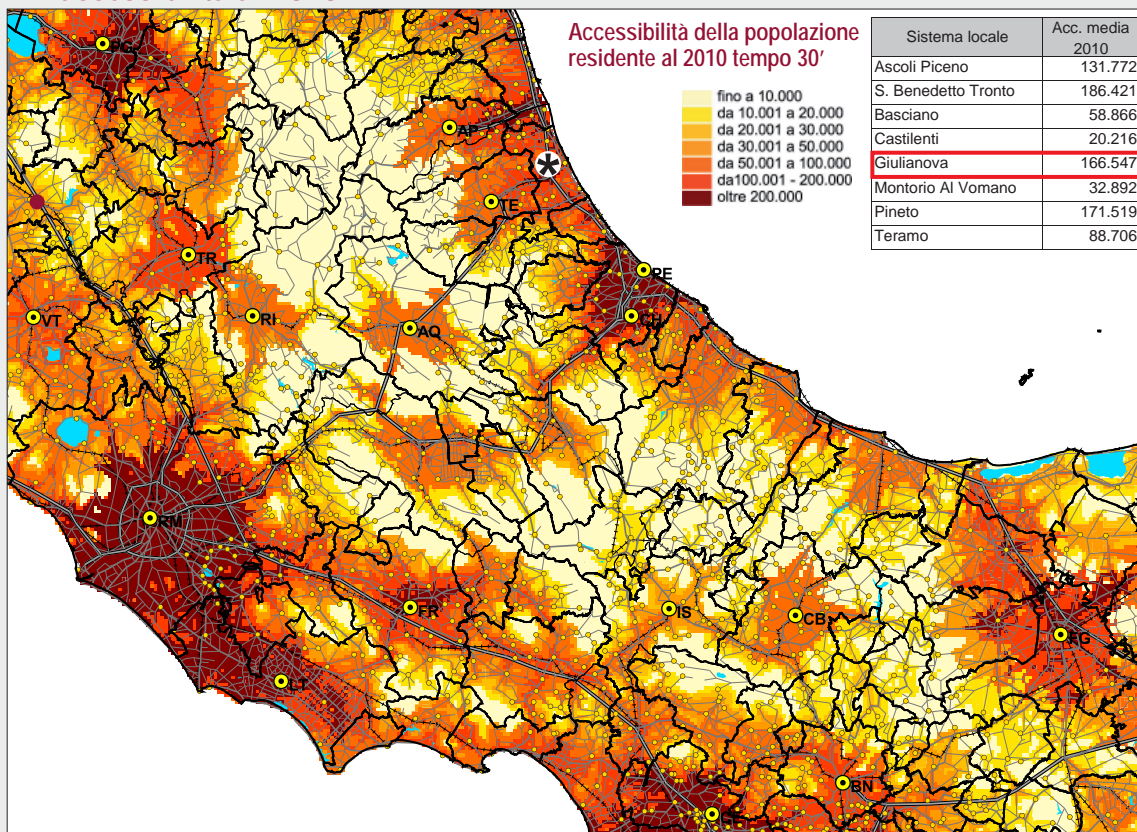 Accessibilità della popolazione
residente al 2010 tempo 30'
fino a 10.000
da 10.001 a 20.000
da 20.001 a 30.000
da 30.001 a 50.000
da 50.001 a 100.000
da100.001 - 200.000
oltre 200.000
Sistema locale Acc. media 2010
Ascoli Piceno 131.772
S. Benedetto Tronto 186.421
Basciano 58.866
Castilenti 20.216
Giulianova 166.547
Montorio Al Vomano 32.892
Pineto 171.519
Teramo 88.706
PG
AP
TE
TR
PE
VT
RI
AQ
CH
RM
FR
IS
CB
FG
LT
BN
CE